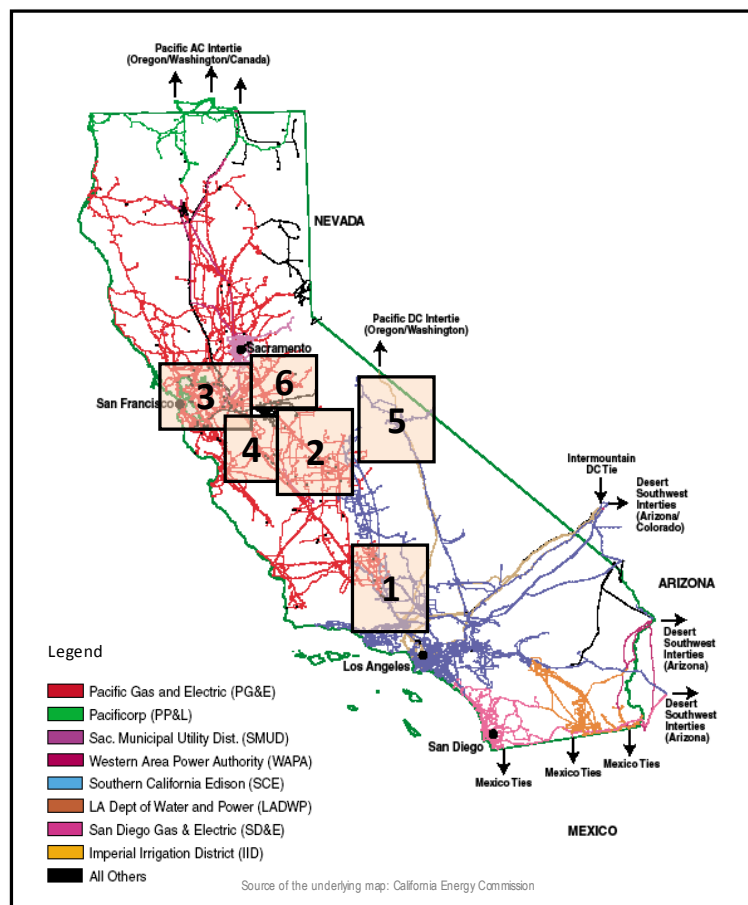 Pacific AC Intertie
(Oregon/Washington/Canada)
NEVADA
Pacific DC Intertie
(Oregon/Washington)
Sacramento
San Francisco
3
6
5
4
2
Intermountain
DC Tie
Desert
Southwest
Interties
(Arizona/
Colorado)
1
ARIZONA
Desert
Southwest
Interties
(Arizona)
Los Angeles
Desert
Southwest
Interties
(Arizona)
San Diego
Mexico Ties
Mexico Ties
Mexico Ties
MEXICO
Legend
Pacific Gas and Electric (PG&E)
Pacificorp (PP&L)
Sac. Municipal Utility Dist. (SMUD)
Western Area Power Authority (WAPA)
Southern California Edison (SCE)
LA Dept of Water and Power (LADWP)
San Diego Gas & Electric (SD&E)
Imperial Irrigation District (IID)
All Others
Source of the underlying map: California Energy Commission